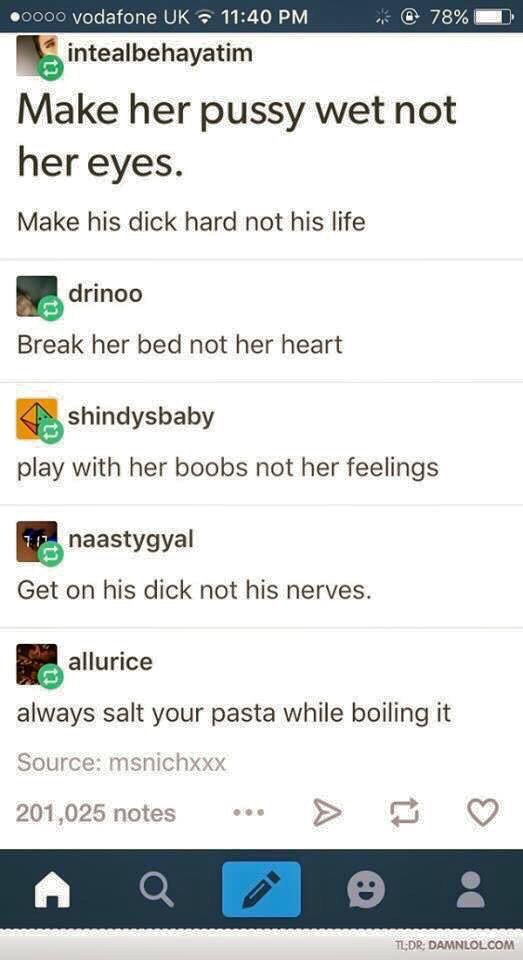 vodafone UK 11:40 PM 78%
intealbehayatim
Make her pussy wet not
her eyes.
Make his dick hard not his life
drinoo
Break her bed not her heart
shindysbaby
play with her boobs not her feelings
naastygyal
Get on his dick not his nerves.
allurice
always salt your pasta while boiling it
Source: msnichxxx
201,025 notes
TL;DR; DAMNLOL.COM